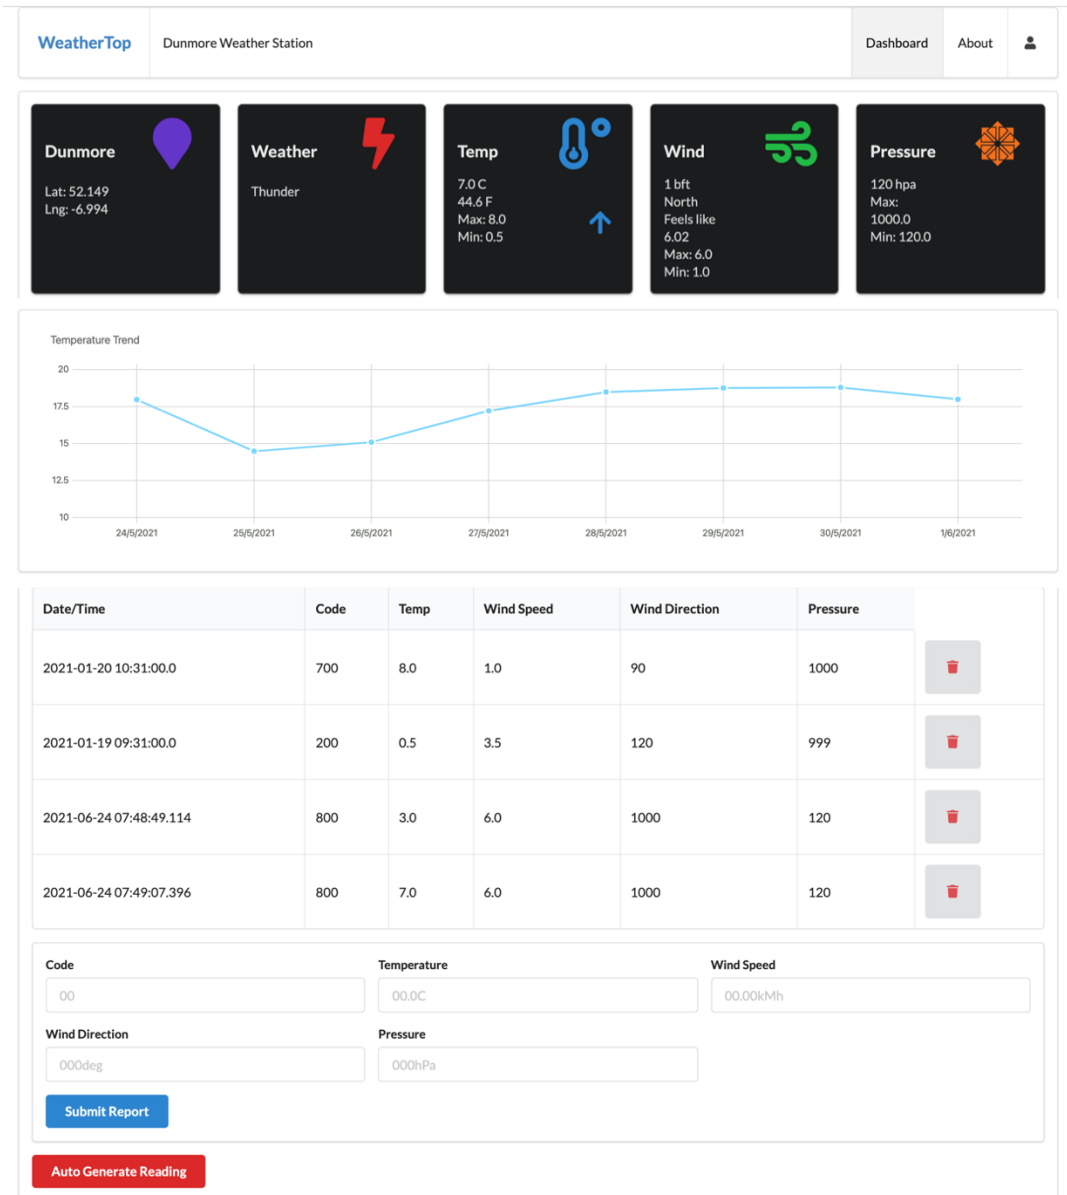 WeatherTop
Dunmore Weather Station
Dashboard
About
Dunmore
Lat: 52.149
Lng: -6.994
Weather
Thunder
Temp
7.0 C
44.6 F
Max: 8.0
Min: 0.5
Wind
1 bft
North
Feels like
6.02
Max: 6.0
Min: 1.0
Pressure
120 hpa
Max:
1000.0
Min: 120.0
Temperature Trend
20
17.5
15
12.5
10
24/5/2021 25/5/2021 26/5/2021 27/5/2021 28/5/2021 29/5/2021 30/5/2021 1/6/2021
Date/Time Code Temp Wind Speed Wind Direction Pressure
2021-01-20 10:31:00.0 700 8.0 1.0 90 1000
2021-01-19 09:31:00.0 200 0.5 3.5 120 999
2021-06-24 07:48:49.114 800 3.0 6.0 1000 120
2021-06-24 07:49:07.396 800 7.0 6.0 1000 120
Code Temperature Wind Speed
00 00.0C 00.00kMh
Wind Direction Pressure
000deg 000hPa
Submit Report
Auto Generate Reading